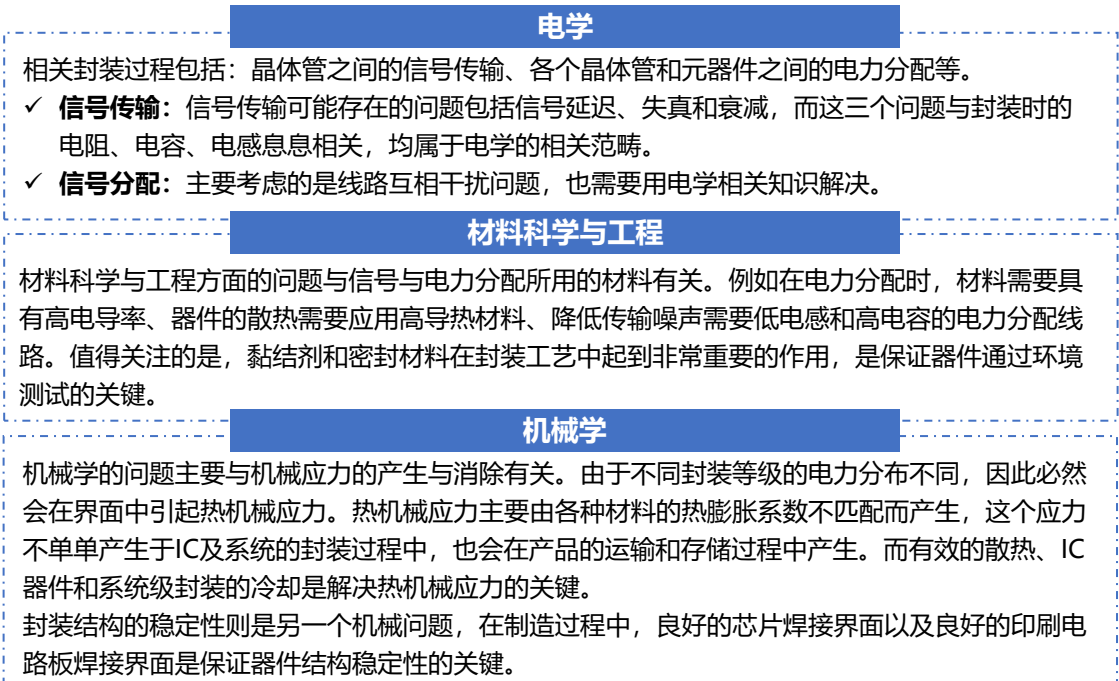 电学
相关封装过程包括：晶体管之间的信号传输、各个晶体管和元器件之间的电力分配等。
✓ 信号传输：信号传输可能存在的问题包括信号延迟、失真和衰减，而这三个问题与封装时的
电阻、电容、电感息息相关，均属于电学的相关范畴。
✓ 信号分配：主要考虑的是线路互相干扰问题，也需要用电学相关知识解决。
材料科学与工程
材料科学与工程方面的问题与信号与电力分配所用的材料有关。例如在电力分配时，材料需要具
有高电导率、器件的散热需要应用高导热材料、降低传输噪声需要低电感和高电容的电力分配线
路。值得关注的是，黏结剂和密封材料在封装工艺中起到非常重要的作用，是保证器件通过环境
测试的关键。
机械学
机械学的问题主要与机械应力的产生与消除有关。由于不同封装等级的电力分布不同，因此必然
会在界面中引起热机械应力。热机械应力主要由各种材料的热膨胀系数不匹配而产生，这个应力
不单单产生于IC及系统的封装过程中，也会在产品的运输和存储过程中产生。而有效的散热、IC
器件和系统级封装的冷却是解决热机械应力的关键。
封装结构的稳定性则是另一个机械问题，在制造过程中，良好的芯片焊接界面以及良好的印刷电
路板焊接界面是保证器件结构稳定性的关键。